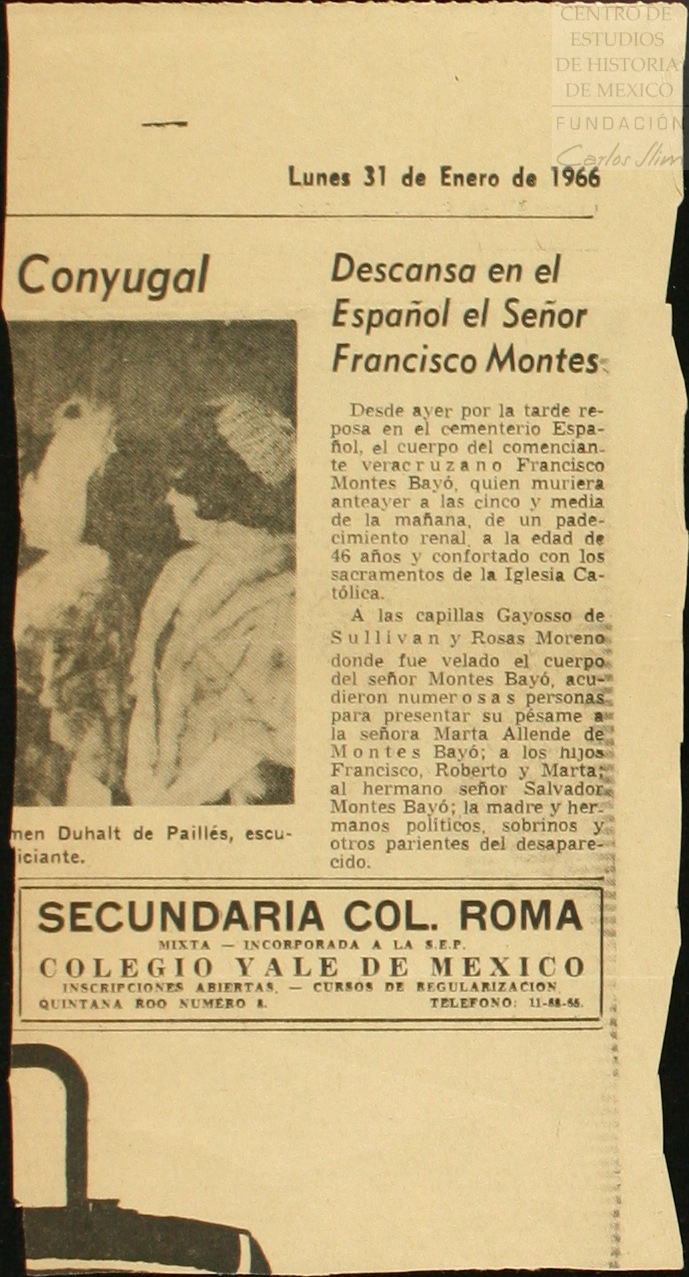 CENTRO DE
ESTUDIOS
DE HISTORIA
DE MEXICO
FUNDACIÓN
Carlos Slim
Lunes 31 de Enero de 1966
Conyugal
men Duhalt de Paillés, escu-
iciante.
Descansa en el
Español el Señor
Francisco Montes
Desde ayer por la tarde re-
posa en el cementerio Espa-
ñol, el cuerpo del comencian-
te veracruzano Francisco
Montes Bayó, quien muriera
anteayer a las cinco y media
de la mañana, de un pade-
cimiento renal a la edad de
46 años y confortado con los
sacramentos de la Iglesia Ca-
tólica.
A las capillas Gayosso de
Sullivan y Rosas Moreno
donde fue velado el cuerpo
del señor Montes Bayó, acu-
dieron numerosas personas
para presentar su pésame a
la señora Marta Allende de
Montes Bayó; a los hijos
Francisco, Roberto y Marta;
al hermano señor Salvador
Montes Bayó; la madre y her-
manos políticos, sobrinos y
otros parientes del desapare-
cido.
SECUNDARIA COL. ROMA
MIXTA — INCORPORADA A LA S.E.P.
COLEGIO YALE DE MEXICO
INSCRIPCIONES ABIERTAS. — CURSOS DE REGULARIZACION
QUINTANA ROO NUMERO 8. TELEFONO: